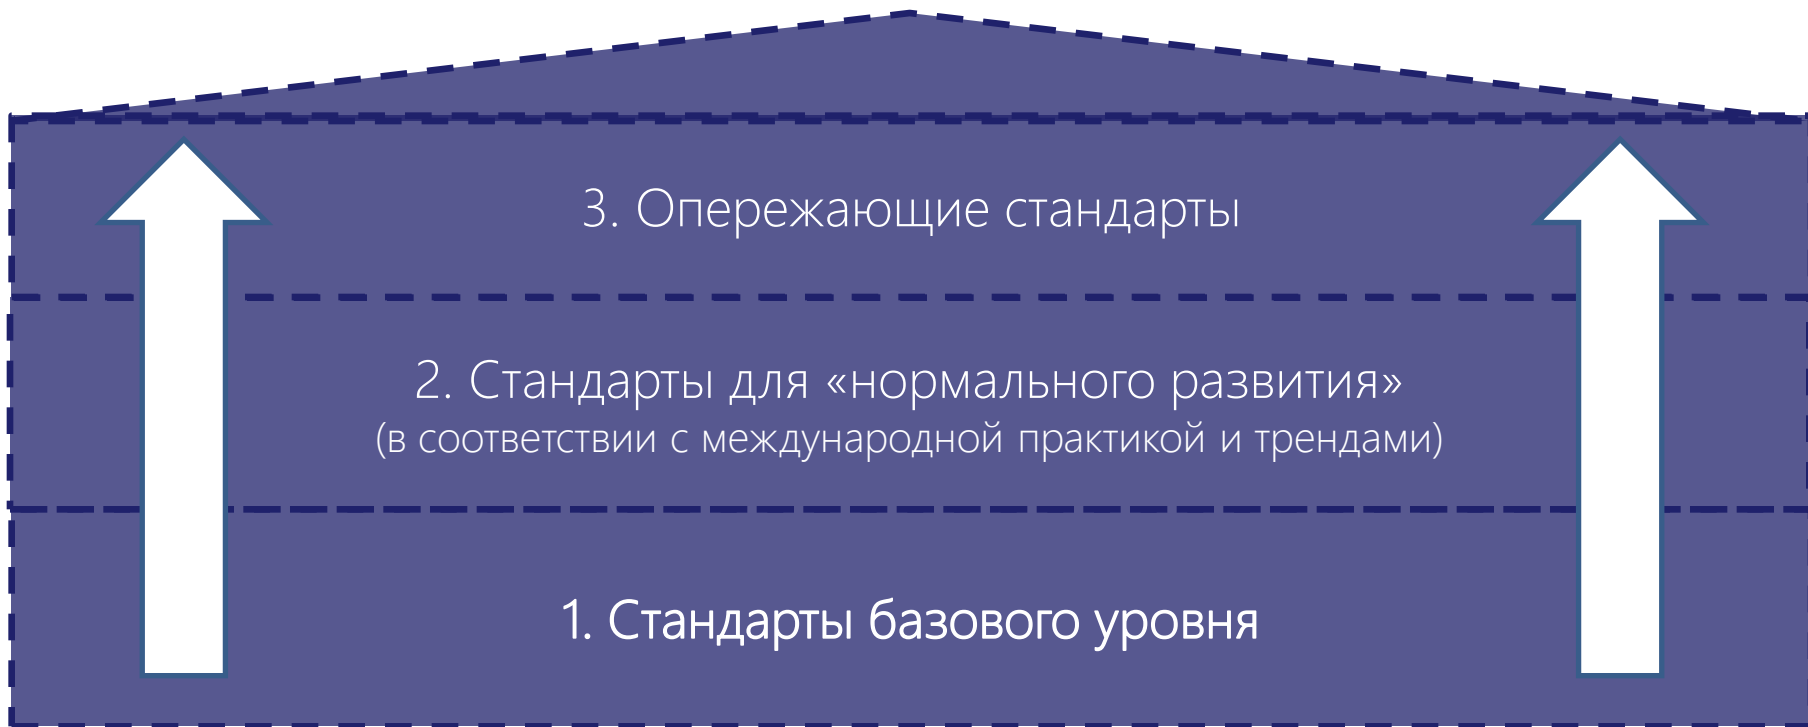 3. Опережающие стандарты
2. Стандарты для «нормального развития»
(в соответствии с международной практикой и трендами)
1. Стандарты базового уровня